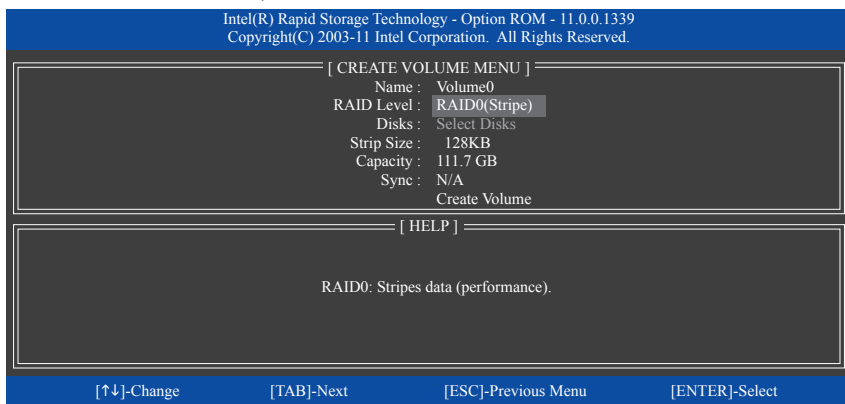 Intel(R) Rapid Storage Technology - Option ROM - 11.0.0.1339
Copyright(C) 2003-11 Intel Corporation. All Rights Reserved.
[ CREATE VOLUME MENU ]
Name : Volume0
RAID Level : RAID0(Stripe)
Disks : Select Disks
Strip Size : 128KB
Capacity : 111.7 GB
Sync : N/A
Create Volume
[ HELP ]
RAID0: Stripes data (performance).
[↑↓]-Change [TAB]-Next [ESC]-Previous Menu [ENTER]-Select